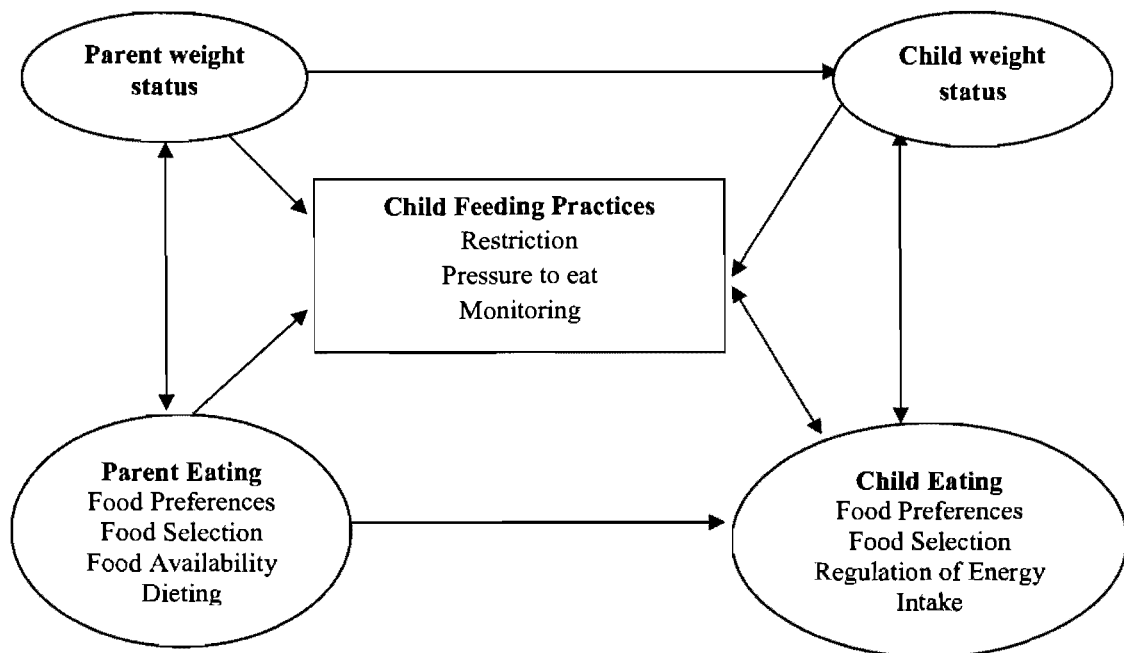 Parent weight
status
Child weight
status
Child Feeding Practices
Restriction
Pressure to eat
Monitoring
Parent Eating
Food Preferences
Food Selection
Food Availability
Dieting
Child Eating
Food Preferences
Food Selection
Regulation of Energy
Intake